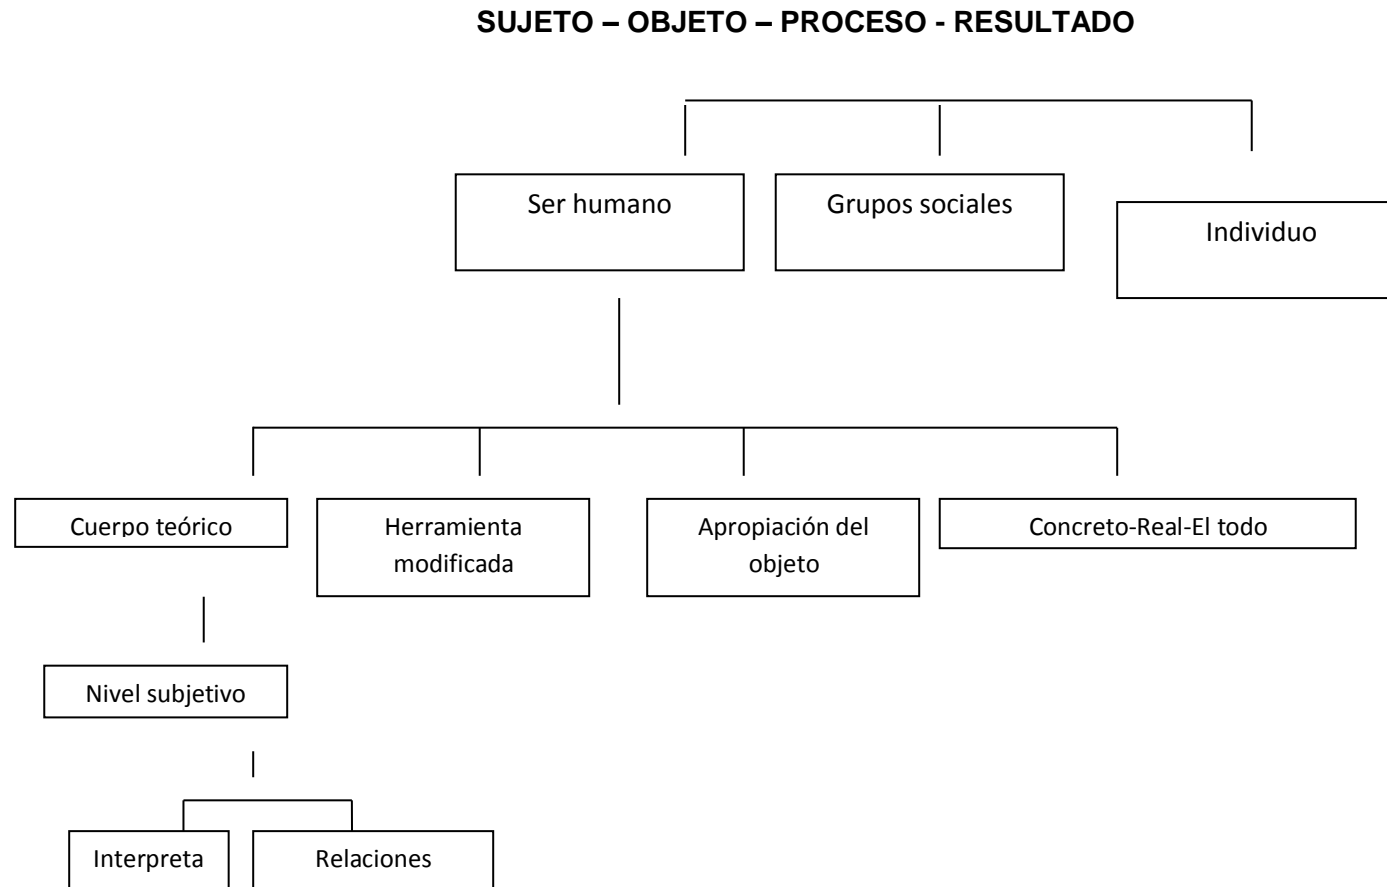 SUJETO – OBJETO – PROCESO - RESULTADO
Ser humano
Grupos sociales
Individuo
Cuerpo teórico
Herramienta
modificada
Apropiación del
objeto
Concreto-Real-El todo
Nivel subjetivo
Interpreta
Relaciones